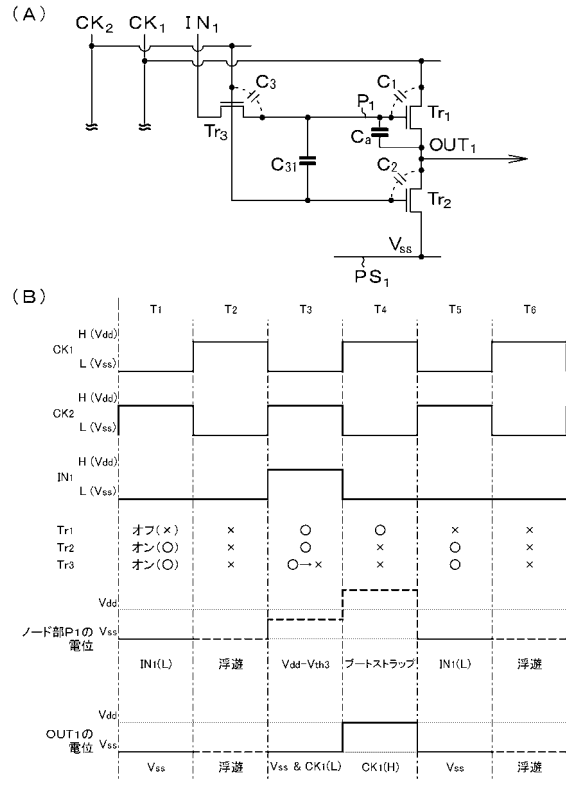 (A)
CK2 CK1 IN1
C3
C1
P1
Tr1
Tr3
Ca
OUT1
C31
C2
Tr2
Vss
PS1
(B)
T1 T2 T3 T4 T5 T6
H (Vdd)
CK1
L (Vss)
H (Vdd)
CK2
L (Vss)
H (Vdd)
IN1
L (Vss)
Tr1 オフ(×) × ○ ○ × ×
Tr2 オン(○) × ○ × ○ ×
Tr3 オン(○) × ○→× × ○ ×
Vdd
ノード部P1の Vss
電位
IN1(L) 浮遊 Vdd-Vth3 ブートストラップ IN1(L) 浮遊
Vdd
OUT1の
電位 Vss
Vss 浮遊 Vss & CK1(L) CK1(H) Vss 浮遊